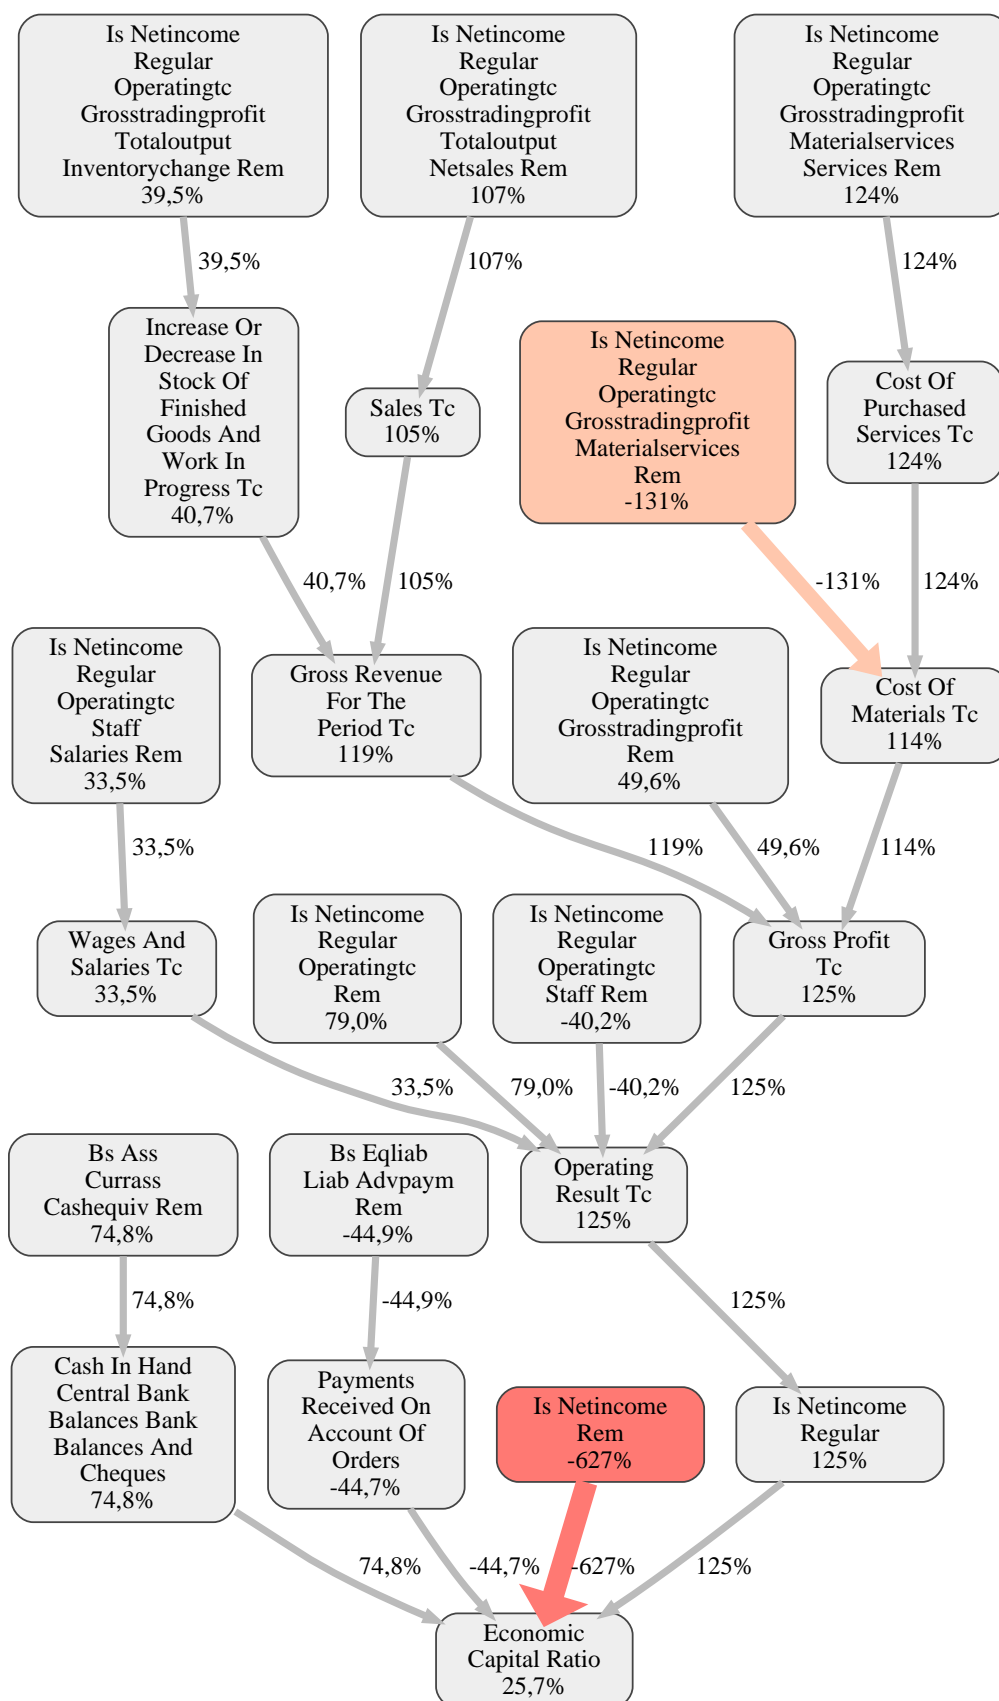 Is Netincome
Regular
Operatingtc
Grosstradingprofit
Totaloutput
Inventorychange Rem
39,5%
Is Netincome
Regular
Operatingtc
Grosstradingprofit
Totaloutput
Netsales Rem
107%
Is Netincome
Regular
Operatingtc
Grosstradingprofit
Materialservices
Services Rem
124%
39,5%
107%
124%
Increase Or
Decrease In
Stock Of
Finished
Goods And
Work In
Progress Tc
40,7%
Sales Tc
105%
Is Netincome
Regular
Operatingtc
Grosstradingprofit
Materialservices
Rem
-131%
Cost Of
Purchased
Services Tc
124%
40,7%
105%
-131%
124%
Is Netincome
Regular
Operatingtc
Staff
Salaries Rem
33,5%
Gross Revenue
For The
Period Tc
119%
Is Netincome
Regular
Operatingtc
Grosstradingprofit
Rem
49,6%
Cost Of
Materials Tc
114%
33,5%
119%
49,6%
114%
Wages And
Salaries Tc
33,5%
Is Netincome
Regular
Operatingtc
Rem
79,0%
Is Netincome
Regular
Operatingtc
Staff Rem
-40,2%
Gross Profit
Tc
125%
33,5%
79,0%
-40,2%
125%
Bs Ass
Currass
Cashequiv Rem
74,8%
Bs Eqliab
Liab Advpaym
Rem
-44,9%
Operating
Result Tc
125%
74,8%
-44,9%
125%
Cash In Hand
Central Bank
Balances Bank
Balances And
Cheques
74,8%
Payments
Received On
Account Of
Orders
-44,7%
Is Netincome
Rem
-627%
Is Netincome
Regular
125%
74,8%
-44,7%
-627%
125%
Economic
Capital Ratio
25,7%